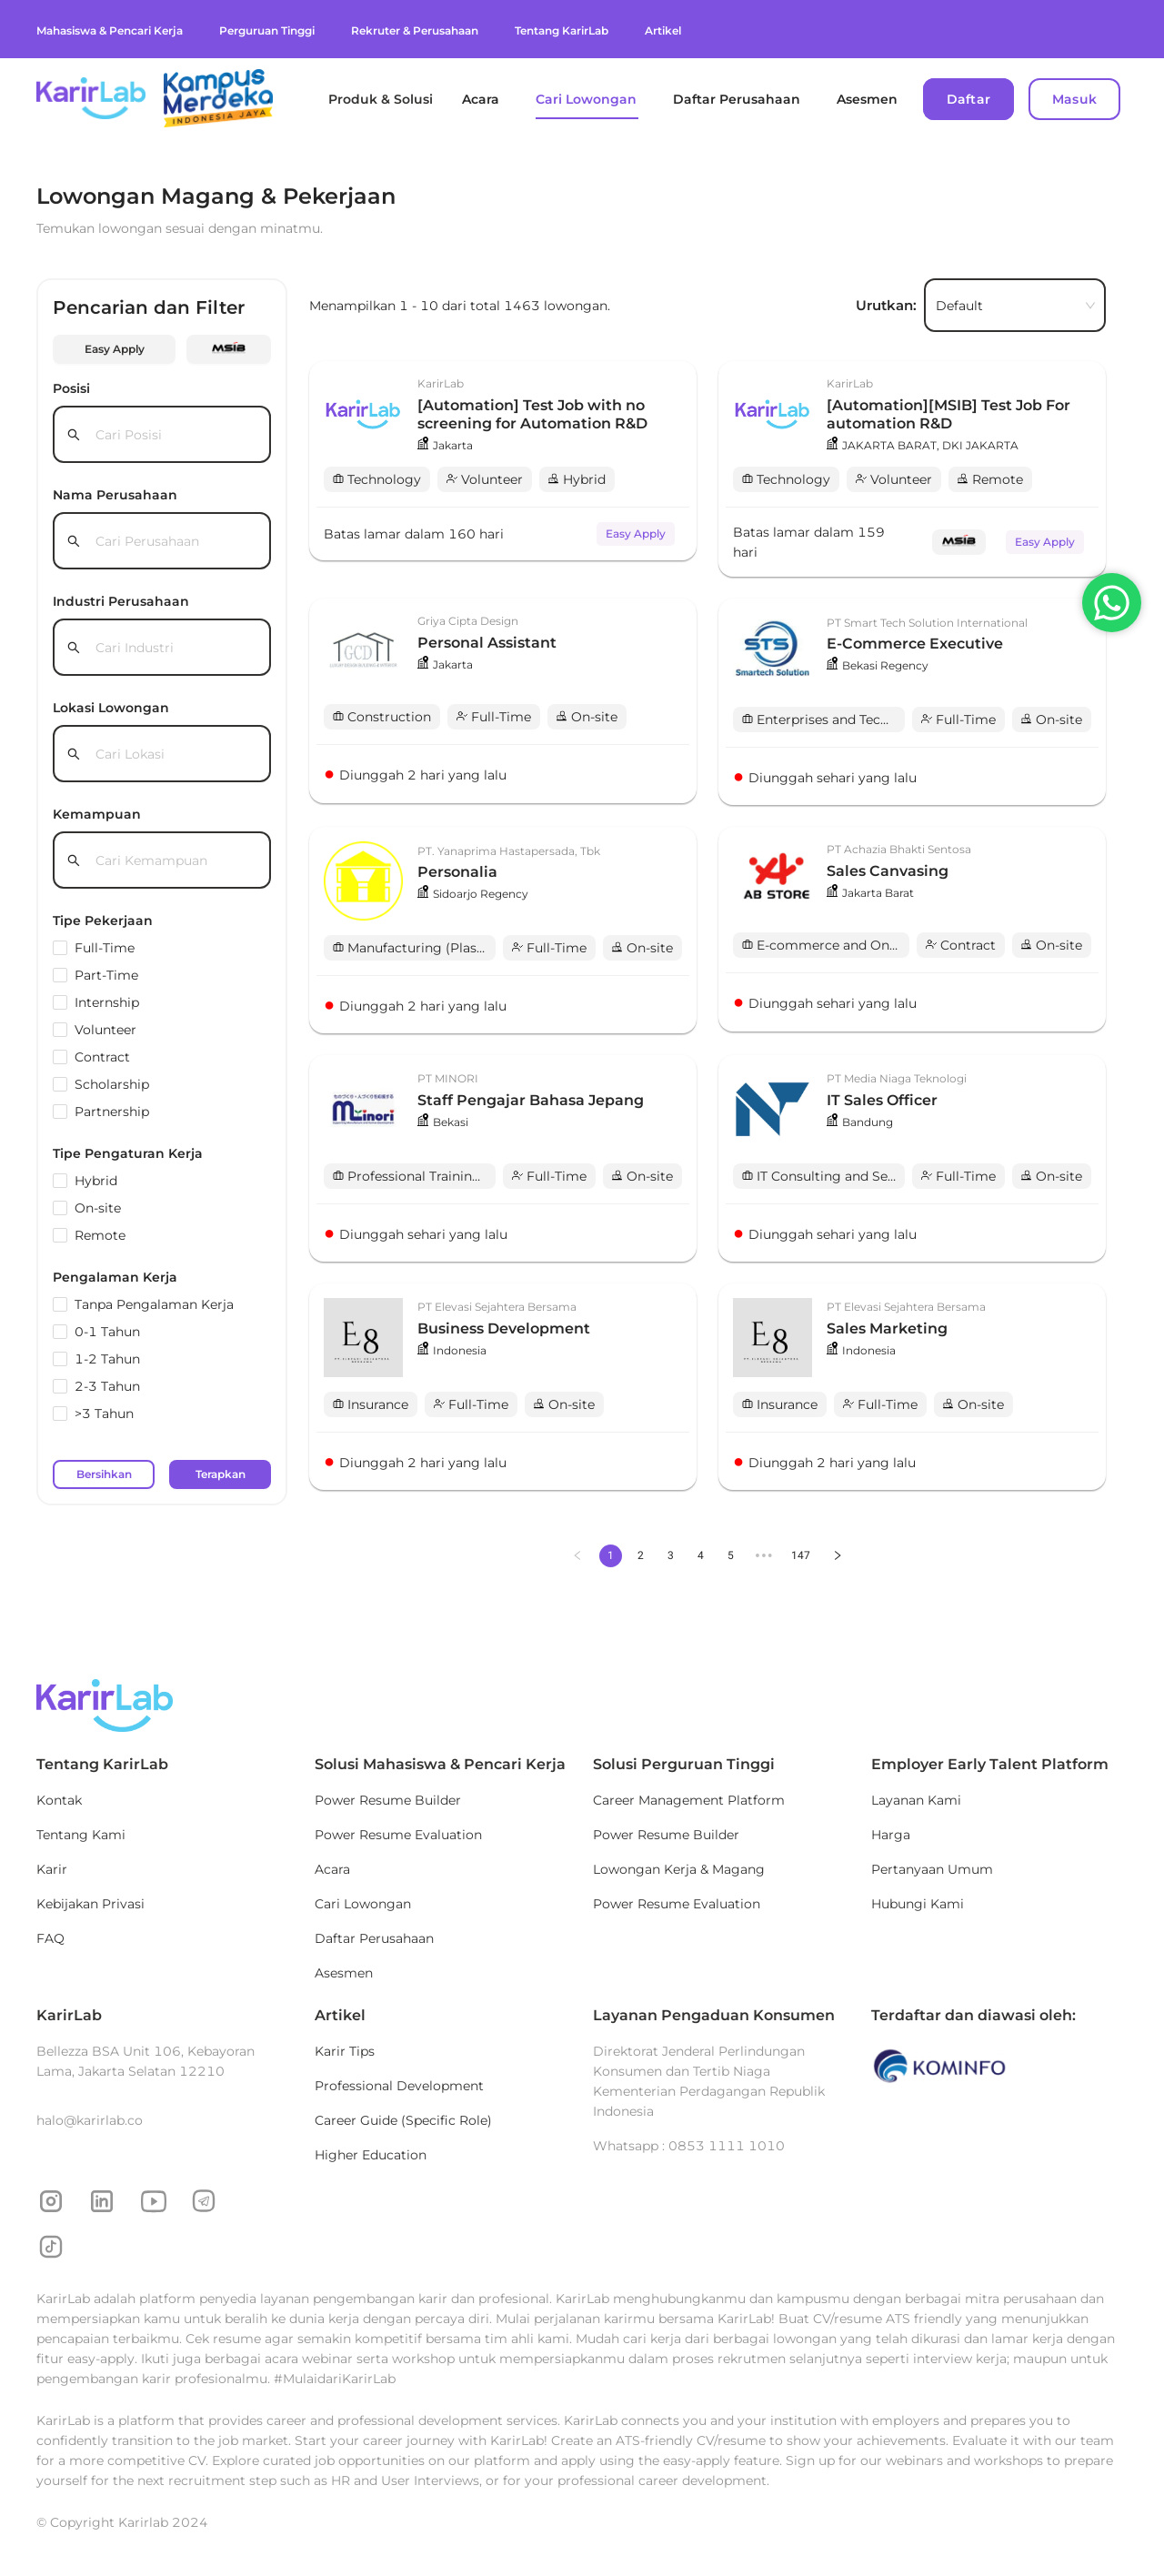 Mahasiswa & Pencari Kerja Perguruan Tinggi Rekruter & Perusahaan Tentang KarirLab Artikel
KarirLab Kampus Merdeka INDONESIA JAYA Produk & Solusi Acara Cari Lowongan Daftar Perusahaan Asesmen Daftar Masuk
Lowongan Magang & Pekerjaan
Temukan lowongan sesuai dengan minatmu.
Pencarian dan Filter
Easy Apply MSIB
Posisi
Cari Posisi
Nama Perusahaan
Cari Perusahaan
Industri Perusahaan
Cari Industri
Lokasi Lowongan
Cari Lokasi
Kemampuan
Cari Kemampuan
Tipe Pekerjaan
Full-Time
Part-Time
Internship
Volunteer
Contract
Scholarship
Partnership
Tipe Pengaturan Kerja
Hybrid
On-site
Remote
Pengalaman Kerja
Tanpa Pengalaman Kerja
0-1 Tahun
1-2 Tahun
2-3 Tahun
>3 Tahun
Bersihkan Terapkan
Menampilkan 1 - 10 dari total 1463 lowongan.
Urutkan: Default
KarirLab
KarirLab
[Automation] Test Job with no
screening for Automation R&D
Jakarta
Technology Volunteer Hybrid
Batas lamar dalam 160 hari Easy Apply
KarirLab
KarirLab
[Automation][MSIB] Test Job For
automation R&D
JAKARTA BARAT, DKI JAKARTA
Technology Volunteer Remote
Batas lamar dalam 159
hari
MSIB Easy Apply
GCD
Griya Cipta Design
Personal Assistant
Jakarta
Construction Full-Time On-site
Diunggah 2 hari yang lalu
STS
Smartech Solution
PT Smart Tech Solution International
E-Commerce Executive
Bekasi Regency
Enterprises and Tec... Full-Time On-site
Diunggah sehari yang lalu
PT. Yanaprima Hastapersada, Tbk
Personalia
Sidoarjo Regency
Manufacturing (Plas... Full-Time On-site
Diunggah 2 hari yang lalu
AB STORE
PT Achazia Bhakti Sentosa
Sales Canvasing
Jakarta Barat
E-commerce and On... Contract On-site
Diunggah sehari yang lalu
Minori
PT MINORI
Staff Pengajar Bahasa Jepang
Bekasi
Professional Trainin... Full-Time On-site
Diunggah sehari yang lalu
PT Media Niaga Teknologi
IT Sales Officer
Bandung
IT Consulting and Se... Full-Time On-site
Diunggah sehari yang lalu
E8
PT Elevasi Sejahtera Bersama
Business Development
Indonesia
Insurance Full-Time On-site
Diunggah 2 hari yang lalu
E8
PT Elevasi Sejahtera Bersama
Sales Marketing
Indonesia
Insurance Full-Time On-site
Diunggah 2 hari yang lalu
1 2 3 4 5 ••• 147
KarirLab
Tentang KarirLab
Kontak
Tentang Kami
Karir
Kebijakan Privasi
FAQ
Solusi Mahasiswa & Pencari Kerja
Power Resume Builder
Power Resume Evaluation
Acara
Cari Lowongan
Daftar Perusahaan
Asesmen
Solusi Perguruan Tinggi
Career Management Platform
Power Resume Builder
Lowongan Kerja & Magang
Power Resume Evaluation
Employer Early Talent Platform
Layanan Kami
Harga
Pertanyaan Umum
Hubungi Kami
KarirLab
Bellezza BSA Unit 106, Kebayoran
Lama, Jakarta Selatan 12210
halo@karirlab.co
Artikel
Karir Tips
Professional Development
Career Guide (Specific Role)
Higher Education
Layanan Pengaduan Konsumen
Direktorat Jenderal Perlindungan
Konsumen dan Tertib Niaga
Kementerian Perdagangan Republik
Indonesia
Whatsapp : 0853 1111 1010
Terdaftar dan diawasi oleh:
KOMINFO
KarirLab adalah platform penyedia layanan pengembangan karir dan profesional. KarirLab menghubungkanmu dan kampusmu dengan berbagai mitra perusahaan dan
mempersiapkan kamu untuk beralih ke dunia kerja dengan percaya diri. Mulai perjalanan karirmu bersama KarirLab! Buat CV/resume ATS friendly yang menunjukkan
pencapaian terbaikmu. Cek resume agar semakin kompetitif bersama tim ahli kami. Mudah cari kerja dari berbagai lowongan yang telah dikurasi dan lamar kerja dengan
fitur easy-apply. Ikuti juga berbagai acara webinar serta workshop untuk mempersiapkanmu dalam proses rekrutmen selanjutnya seperti interview kerja; maupun untuk
pengembangan karir profesionalmu. #MulaidariKarirLab
KarirLab is a platform that provides career and professional development services. KarirLab connects you and your institution with employers and prepares you to
confidently transition to the job market. Start your career journey with KarirLab! Create an ATS-friendly CV/resume to show your achievements. Evaluate it with our team
for a more competitive CV. Explore curated job opportunities on our platform and apply using the easy-apply feature. Sign up for our webinars and workshops to prepare
yourself for the next recruitment step such as HR and User Interviews, or for your professional career development.
© Copyright Karirlab 2024